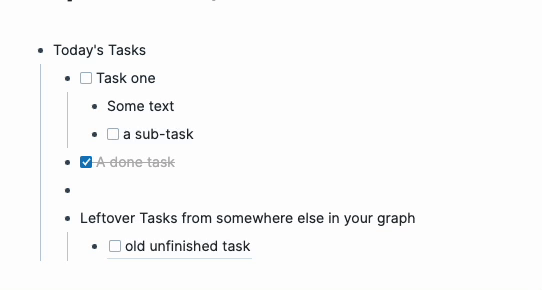 Today's Tasks
Task one
Some text
a sub-task
A done task
Leftover Tasks from somewhere else in your graph
old unfinished task